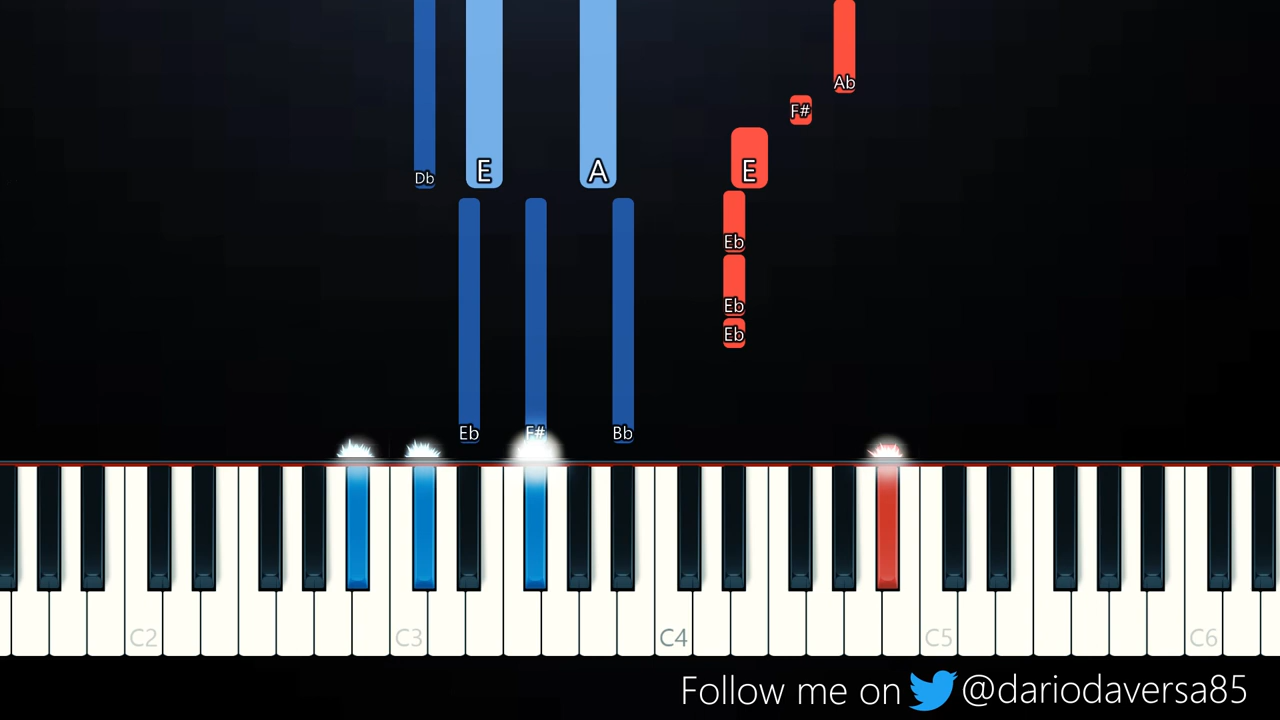 Ab
F#
Db E A E
Eb
Eb
Eb
Eb F# Bb
C2 C3 C4 C5 C6
Follow me on @dariodaversa85